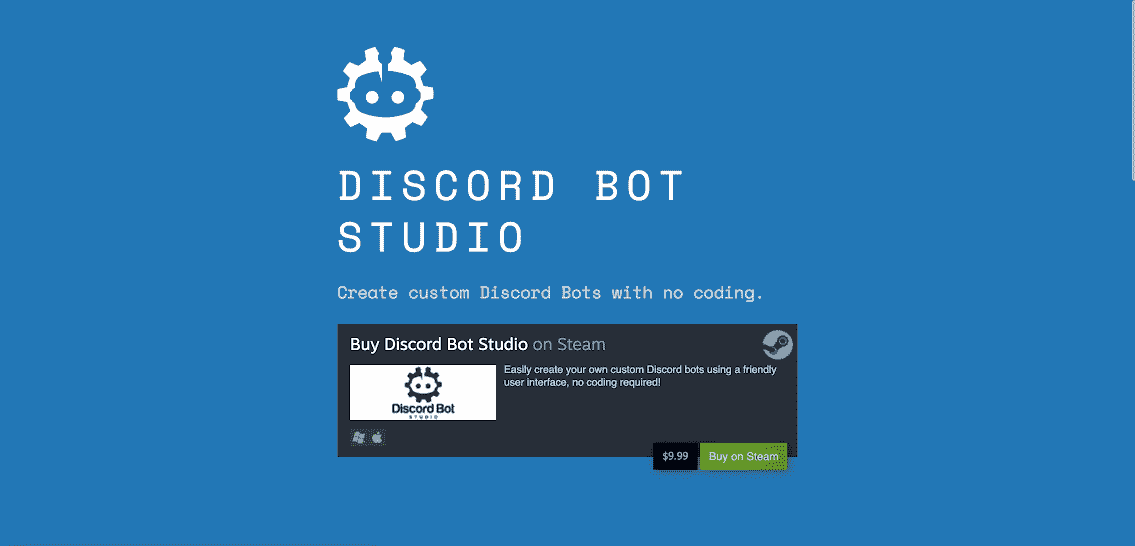 DISCORD BOT
STUDIO
Create custom Discord Bots with no coding.
Buy Discord Bot Studio on Steam
Easily create your own custom Discord bots using a friendly
user interface, no coding required!
Discord Bot
STUDIO
$9.99
Buy on Steam